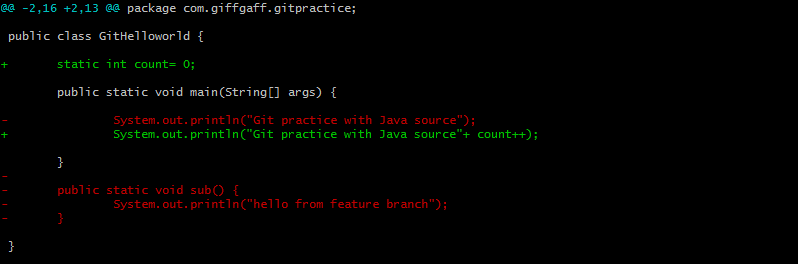 @@ -2,16 +2,13 @@ package com.giffgaff.gitpractice;
 public class GitHelloworld {
+       static int count= 0;
        public static void main(String[] args) {
-               System.out.println("Git practice with Java source");
+               System.out.println("Git practice with Java source"+ count++);
        }
-
-       public static void sub() {
-               System.out.println("hello from feature branch");
-       }
 }